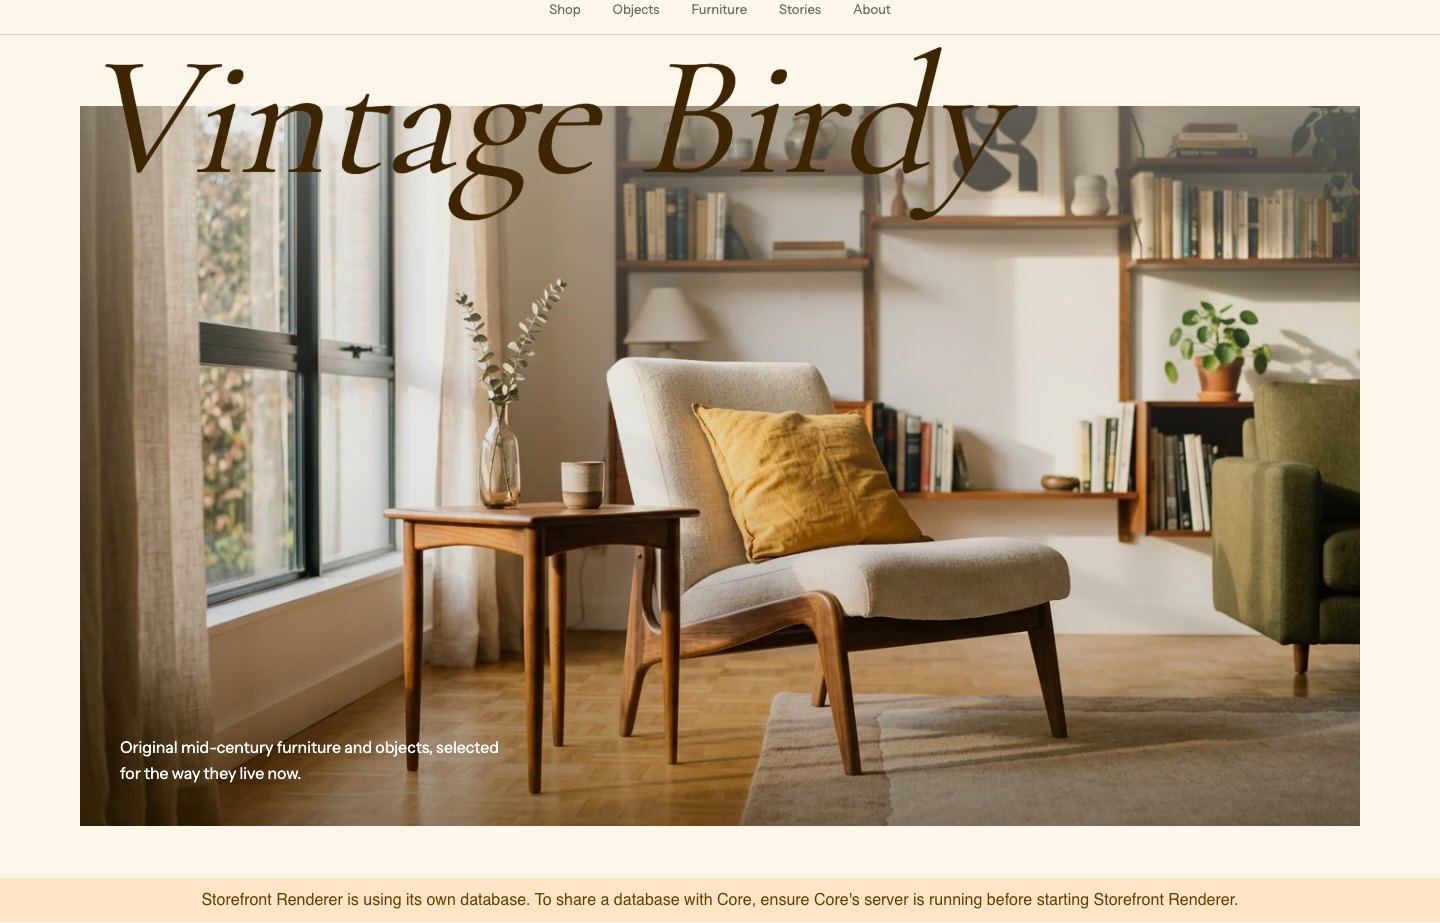 Shop
Objects
Furniture
Stories
About
Vintage Birdy
Original mid-century furniture and objects, selected
for the way they live now.
Storefront Renderer is using its own database. To share a database with Core, ensure Core's server is running before starting Storefront Renderer.